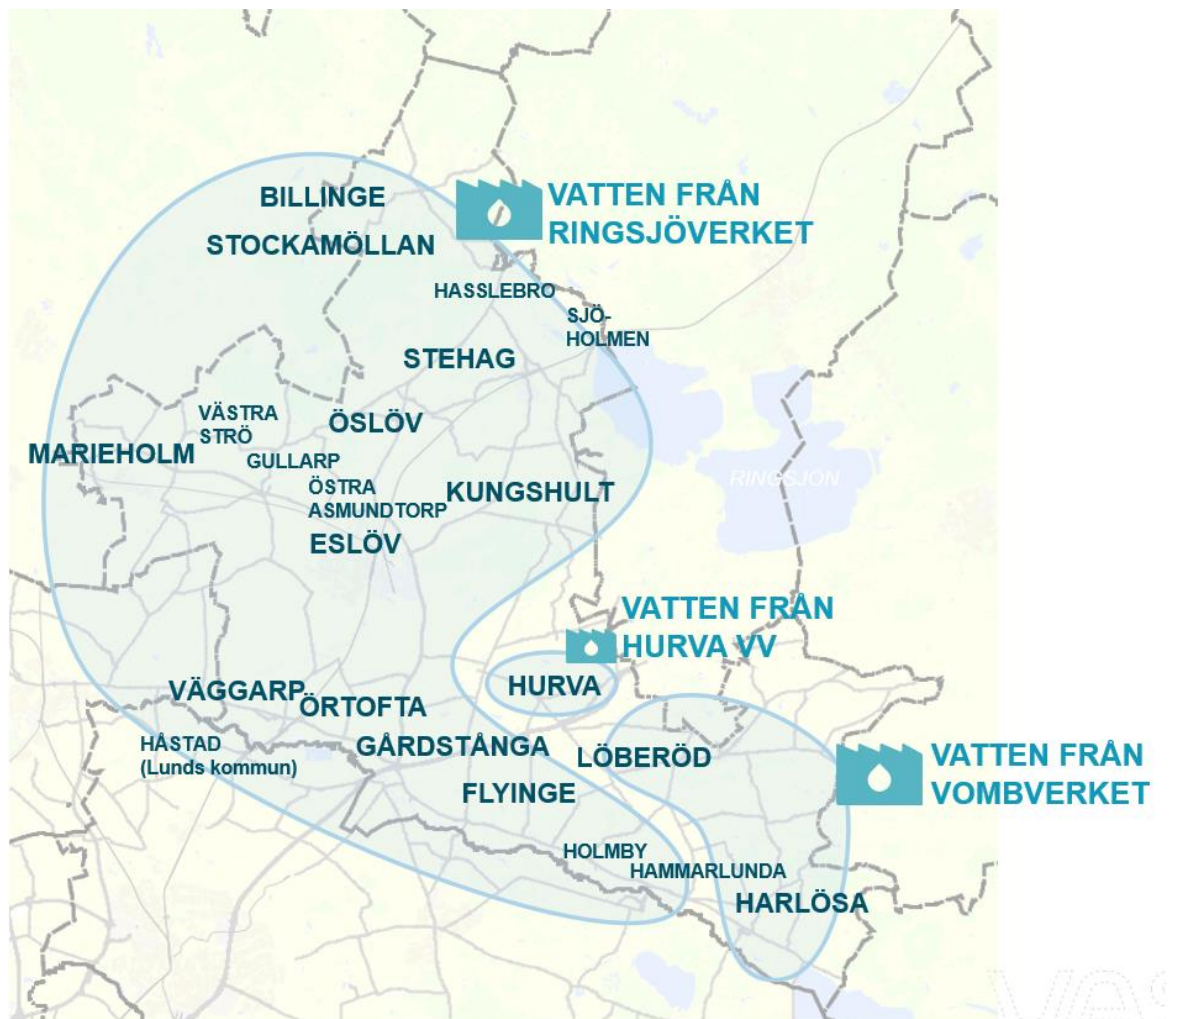 BILLINGE
VATTEN FRÅN
RINGSJÖVERKET
STOCKAMÖLLAN
HASSLEBRO
SJÖ-
HOLMEN
STEHAG
VÄSTRA
STRÖ
ÖSLÖV
MARIEHOLM
GULLARP
RINGSJÖN
ÖSTRA
ASMUNDTORP
KUNGSHULT
ESLÖV
VATTEN FRÅN
HURVA VV
HURVA
VÄGGARP
ÖRTOFTA
HÅSTAD
(Lunds kommun)
GÅRDSTÅNGA
LÖBERÖD
VATTEN FRÅN
VOMBVERKET
FLYINGE
HOLMBY
HAMMARLUNDA
HARLÖSA